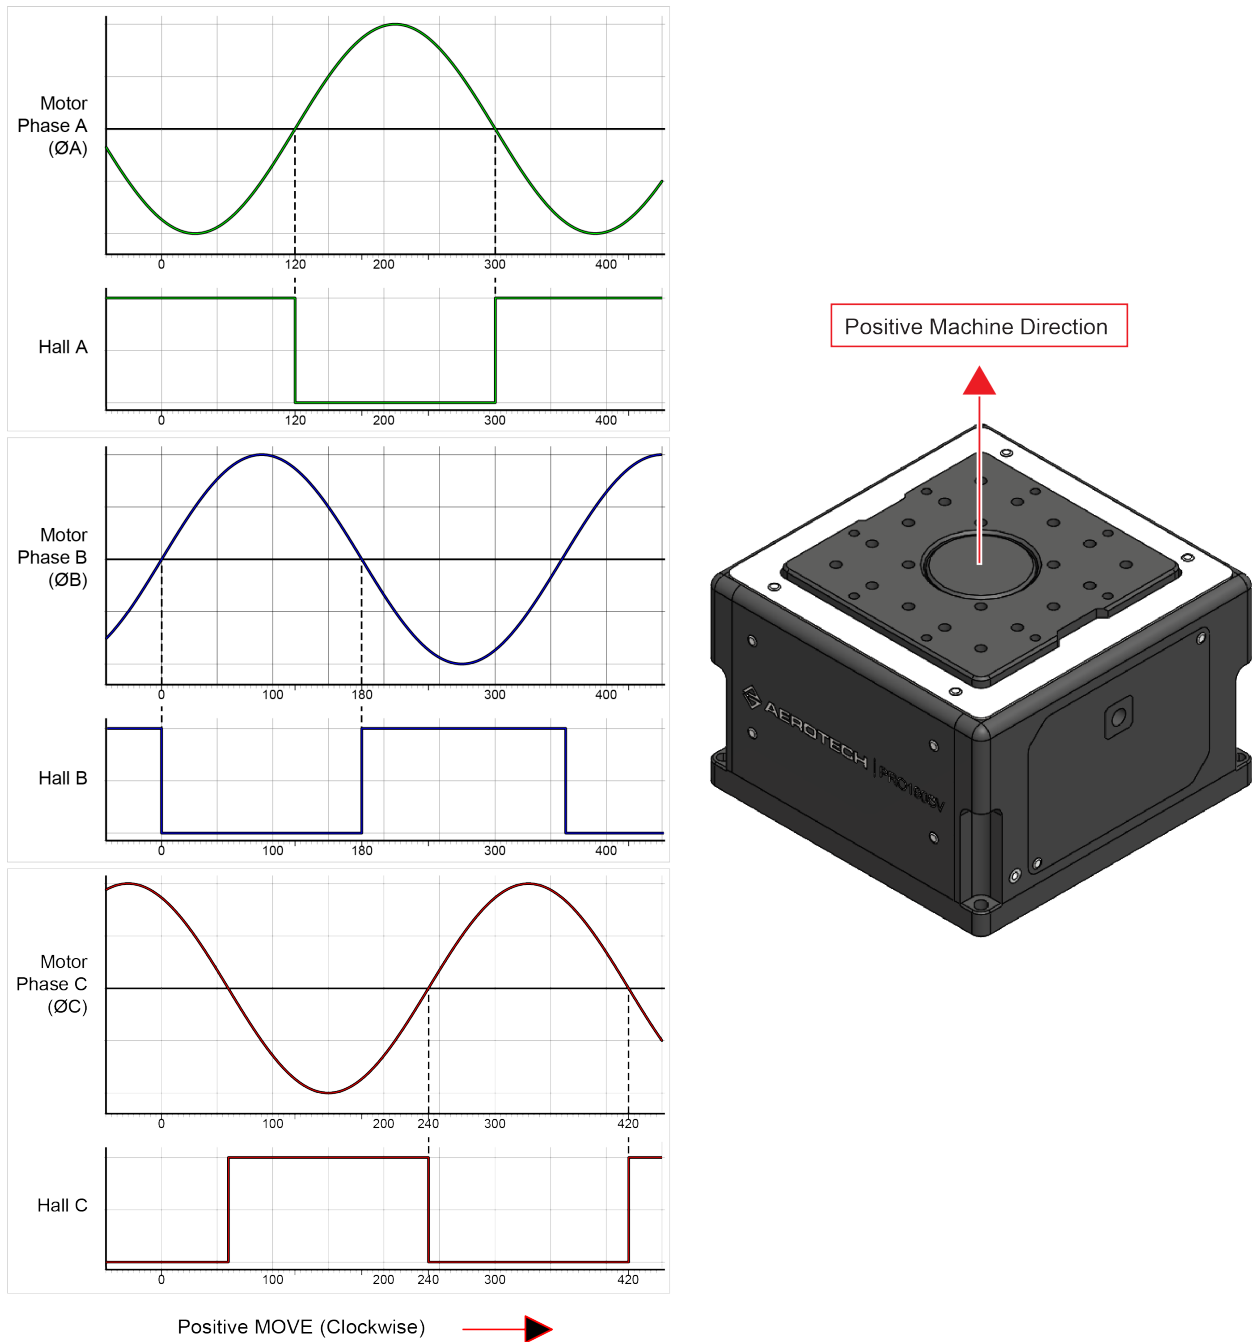 Motor
Phase A
(ØA)
0 120 200 300 400
Hall A
0 120 200 300 400
Motor
Phase B
(ØB)
0 100 180 300 400
Hall B
0 100 180 300 400
Motor
Phase C
(ØC)
0 100 200 240 300 420
Hall C
0 100 200 240 300 420
Positive MOVE (Clockwise)
Positive Machine Direction
AEROTECH